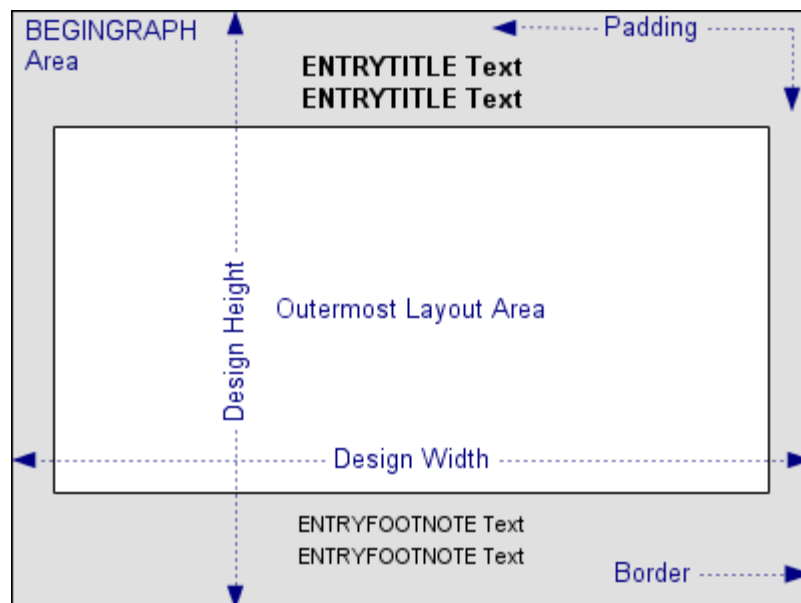 BEGINGRAPH
Area
Padding
ENTRYTITLE Text
ENTRYTITLE Text
Design Height
Outermost Layout Area
Design Width
ENTRYFOOTNOTE Text
ENTRYFOOTNOTE Text
Border